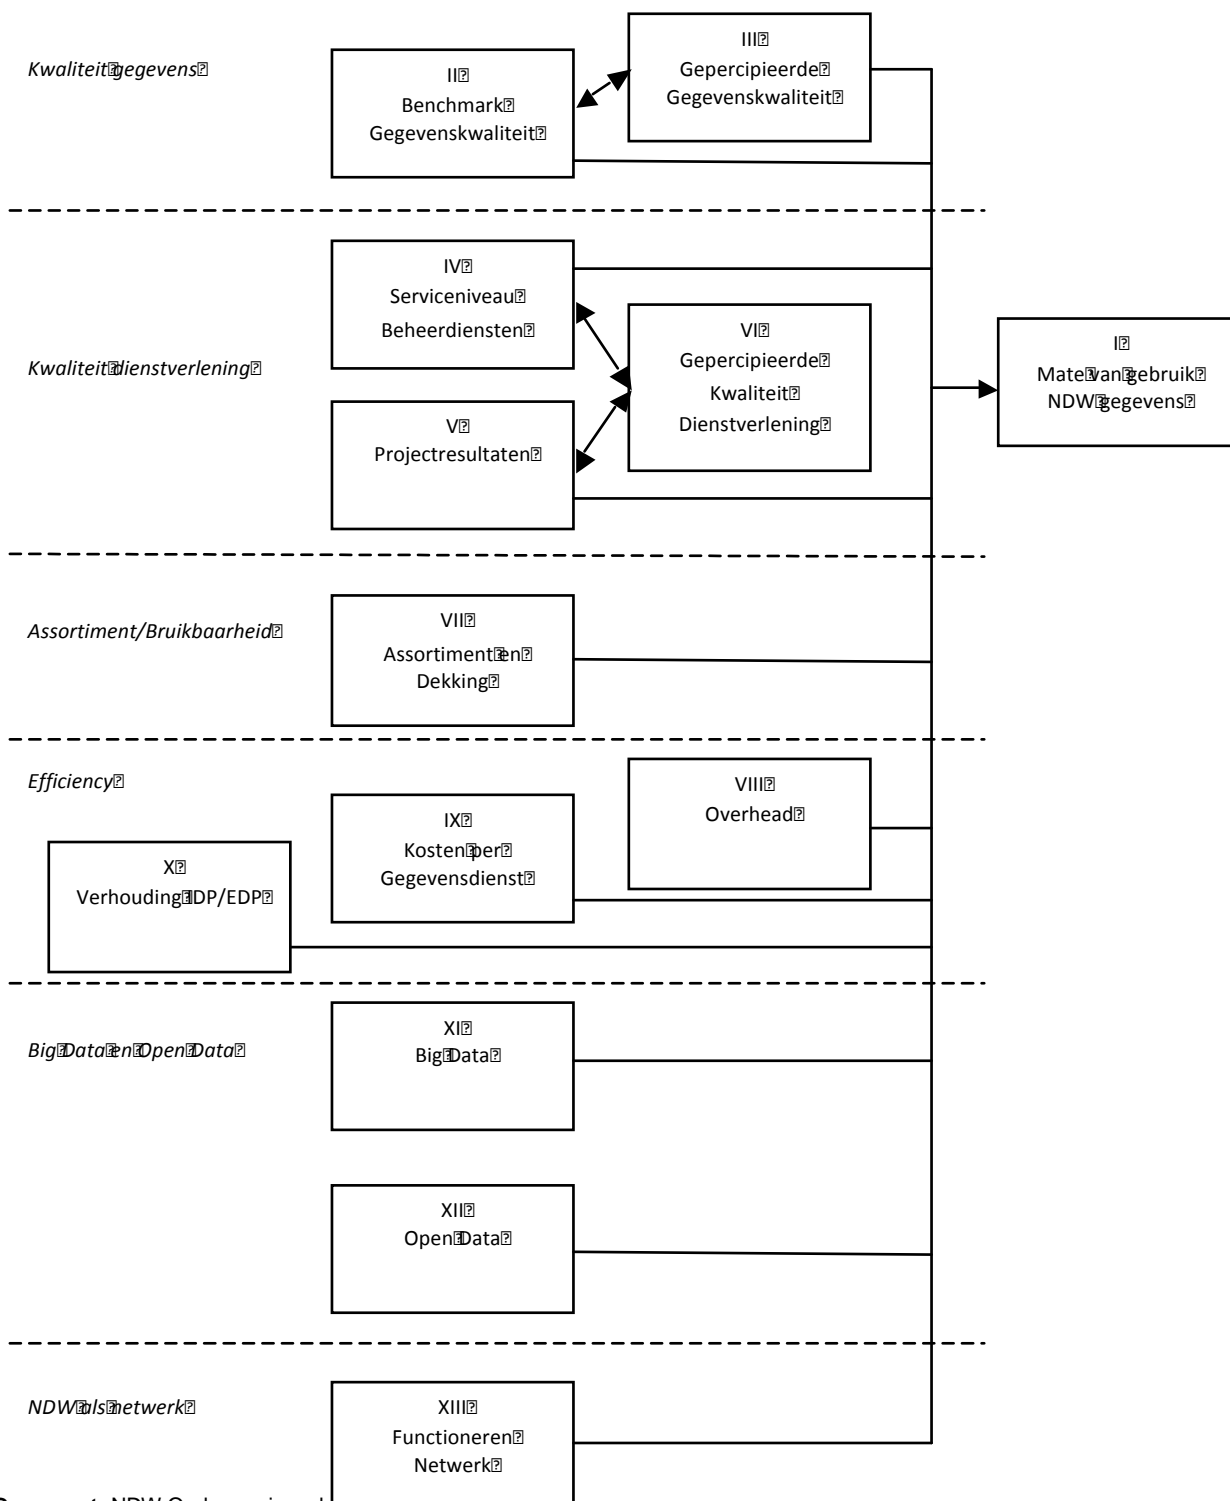 Kwaliteit gegevens
II
Benchmark
Gegevenskwaliteit
III
Gepercipieerde
Gegevenskwaliteit
Kwaliteit dienstverlening
IV
Serviceniveau
Beheerdiensten
V
Projectresultaten
VI
Gepercipieerde
Kwaliteit
Dienstverlening
I
Mate van gebruik
NDW gegevens
Assortiment/Bruikbaarheid
VII
Assortiment en
Dekking
Efficiency
VIII
Overhead
IX
Kosten per
Gegevensdienst
X
Verhouding IDP/EDP
Big Data en Open Data
XI
Big Data
XII
Open Data
NDW als netwerk
XIII
Functioneren
Netwerk